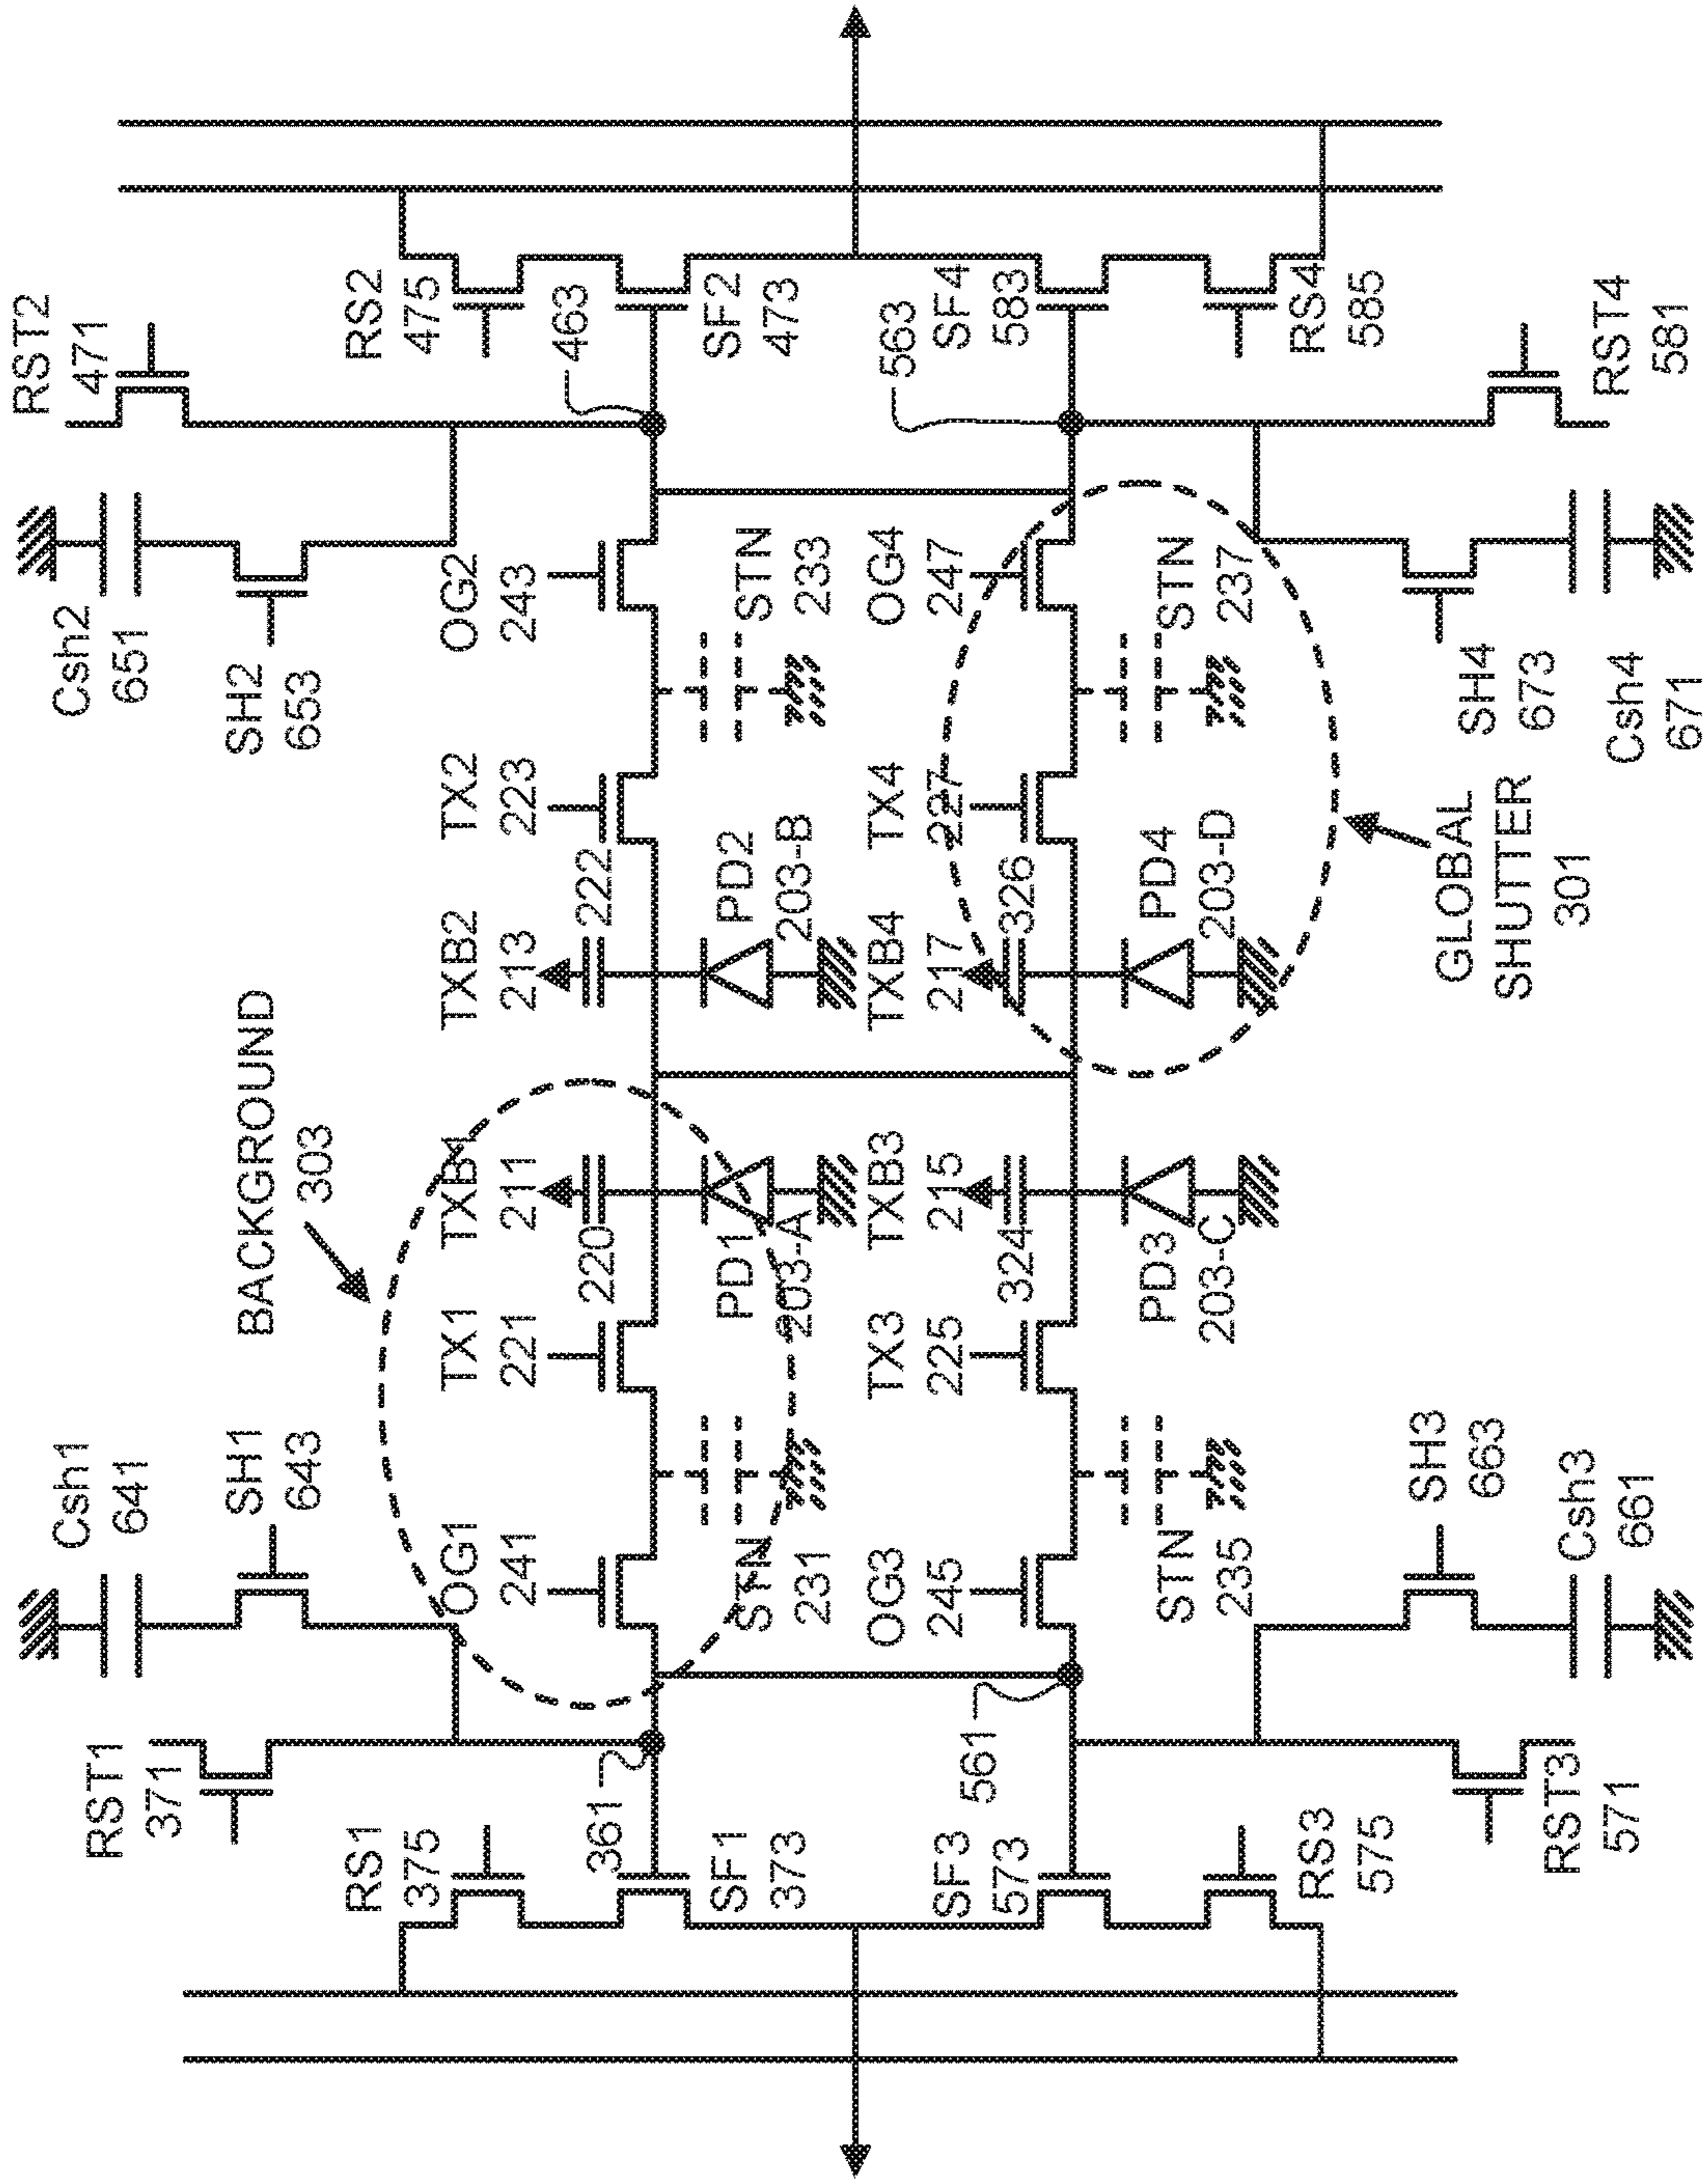 RST1
371
Csh1
641
SH1
643
BACKGROUND
303
Csh2
651
SH2
653
RST2
471
RS1
375
361
SF1
373
OG1
241
STN
231
TX1
221
220
TXB1
211
PD1
203-A
TXB2
213
222
PD2
203-B
TX2
223
OG2
243
STN
233
RS2
475
463
SF2
473
SF3
573
RS3
575
561
OG3
245
STN
235
TX3
225
324
TXB3
215
PD3
203-C
TXB4
217
326
PD4
203-D
TX4
227
OG4
247
STN
237
563
SF4
583
RS4
585
RST3
571
SH3
663
Csh3
661
GLOBAL
SHUTTER
301
SH4
673
Csh4
671
RST4
581